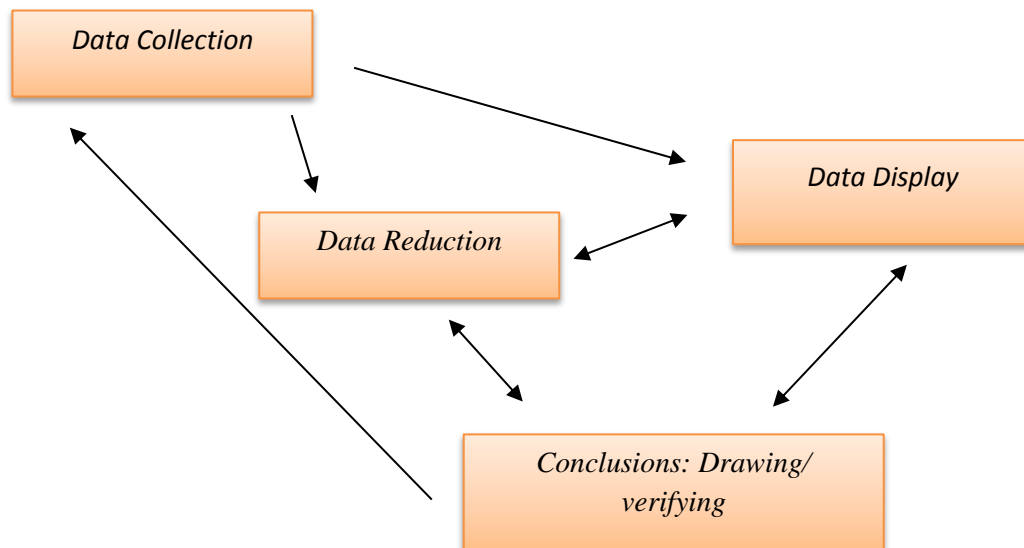 Data Collection
Data Display
Data Reduction
Conclusions: Drawing/
verifying